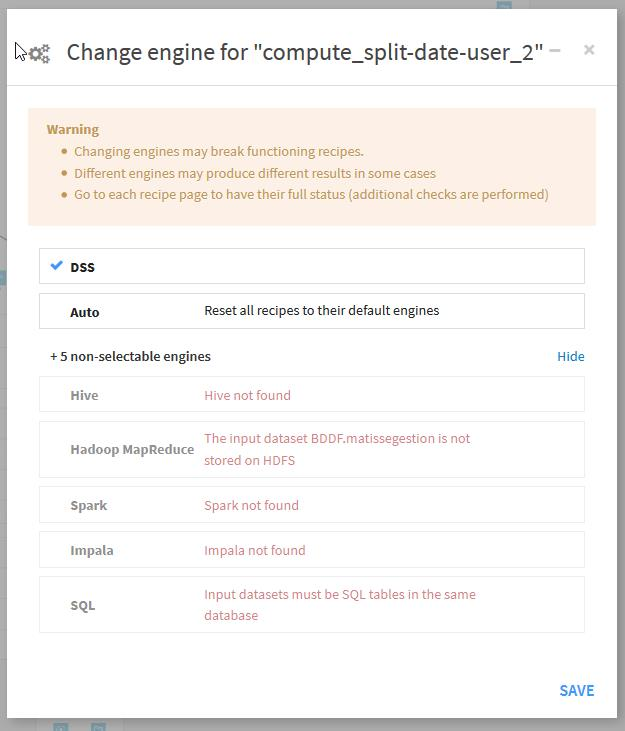 Change engine for "compute_split-date-user_2"
Warning
Changing engines may break functioning recipes.
Different engines may produce different results in some cases
Go to each recipe page to have their full status (additional checks are performed)
DSS
Auto Reset all recipes to their default engines
+ 5 non-selectable engines Hide
Hive Hive not found
Hadoop MapReduce The input dataset BDDF.matissegestion is not
stored on HDFS
Spark Spark not found
Impala Impala not found
SQL Input datasets must be SQL tables in the same
database
SAVE